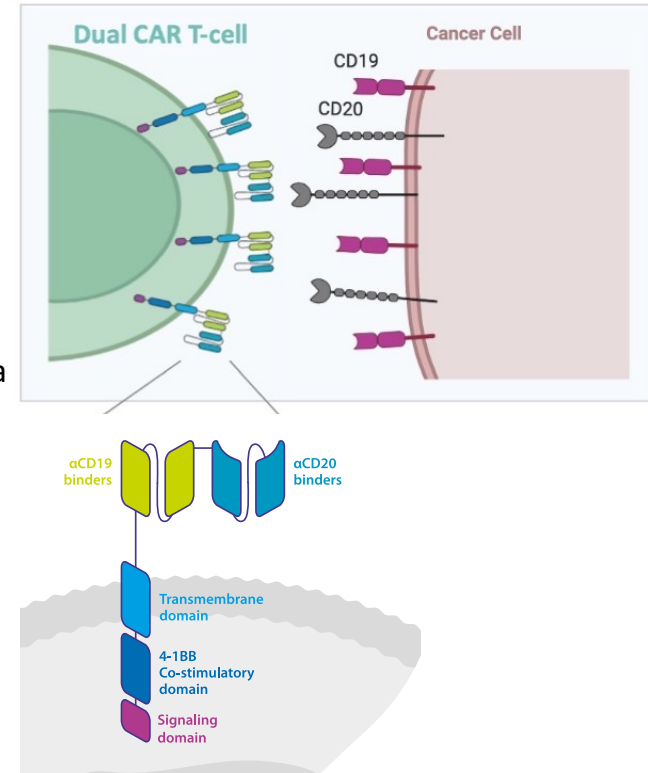 Dual CAR T-cell
Cancer Cell
CD19
CD20
a
αCD19
binders
αCD20
binders
Transmembrane
domain
4-1BB
Co-stimulatory
domain
Signaling
domain